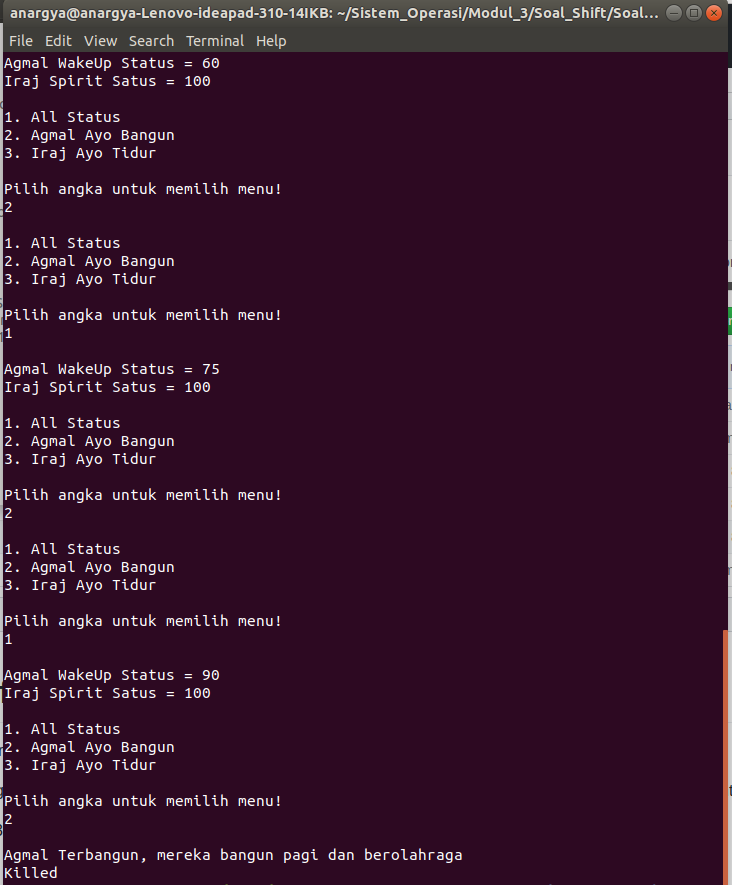 anargya@anargya-Lenovo-ideapad-310-14IKB: ~/Sistem_Operasi/Modul_3/Soal_Shift/Soal...
File Edit View Search Terminal Help
Agmal WakeUp Status = 60
Iraj Spirit Satus = 100
1. All Status
2. Agmal Ayo Bangun
3. Iraj Ayo Tidur
Pilih angka untuk memilih menu!
2
1. All Status
2. Agmal Ayo Bangun
3. Iraj Ayo Tidur
Pilih angka untuk memilih menu!
1
Agmal WakeUp Status = 75
Iraj Spirit Satus = 100
1. All Status
2. Agmal Ayo Bangun
3. Iraj Ayo Tidur
Pilih angka untuk memilih menu!
2
1. All Status
2. Agmal Ayo Bangun
3. Iraj Ayo Tidur
Pilih angka untuk memilih menu!
1
Agmal WakeUp Status = 90
Iraj Spirit Satus = 100
1. All Status
2. Agmal Ayo Bangun
3. Iraj Ayo Tidur
Pilih angka untuk memilih menu!
2
Agmal Terbangun, mereka bangun pagi dan berolahraga
Killed